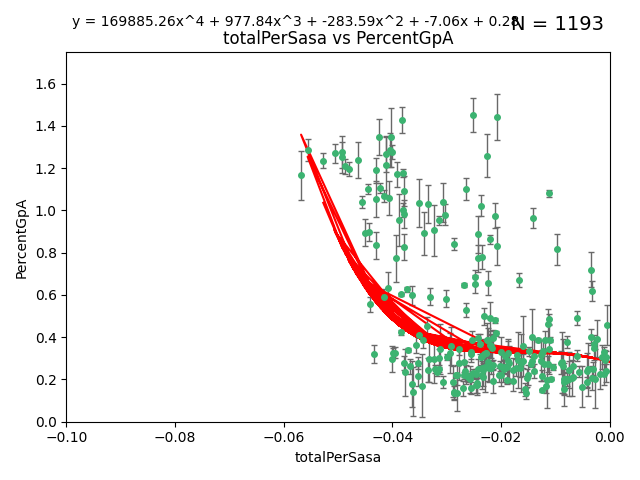 y = 169885.26x^4 + 977.84x^3 + -283.59x^2 + -7.06x + 0.28
N = 1193
totalPerSasa vs PercentGpA
1.6
1.4
1.2
1.0
0.8
0.6
0.4
0.2
0.0
PercentGpA
−0.10 −0.08 −0.06 −0.04 −0.02 0.00
totalPerSasa